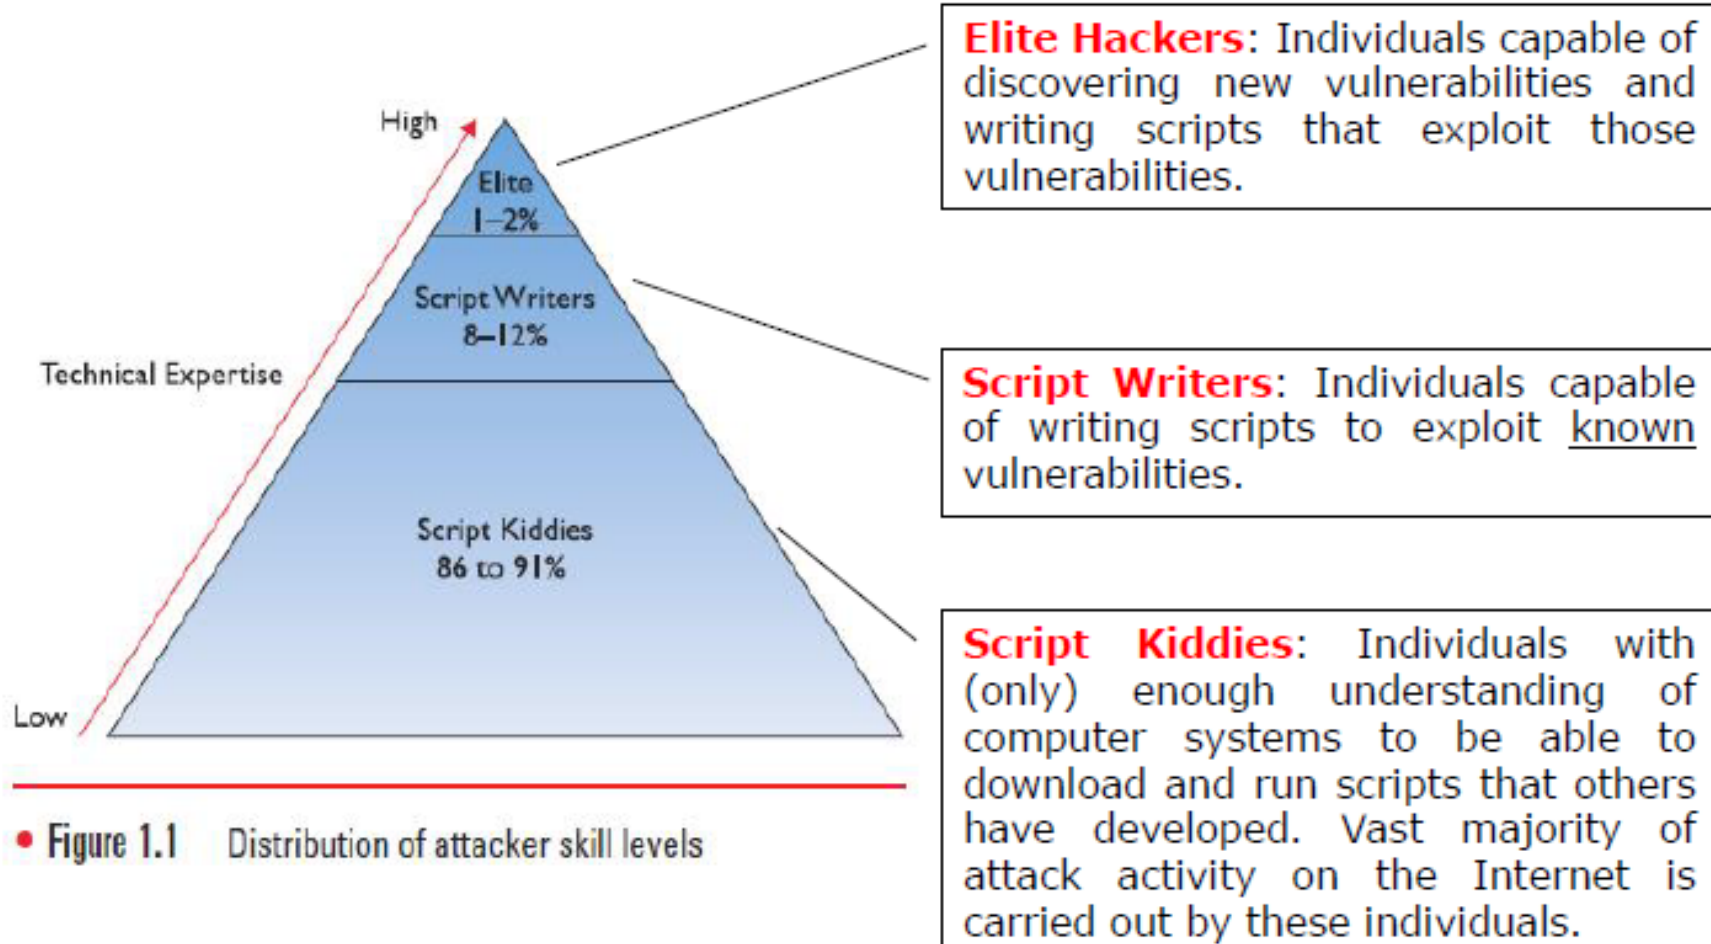 High
Elite
1–2%
Script Writers
8–12%
Technical Expertise
Script Kiddies
86 to 91%
Low
• Figure 1.1 Distribution of attacker skill levels
Elite Hackers: Individuals capable of
discovering new vulnerabilities and
writing scripts that exploit those
vulnerabilities.
Script Writers: Individuals capable
of writing scripts to exploit known
vulnerabilities.
Script Kiddies: Individuals with
(only) enough understanding of
computer systems to be able to
download and run scripts that others
have developed. Vast majority of
attack activity on the Internet is
carried out by these individuals.